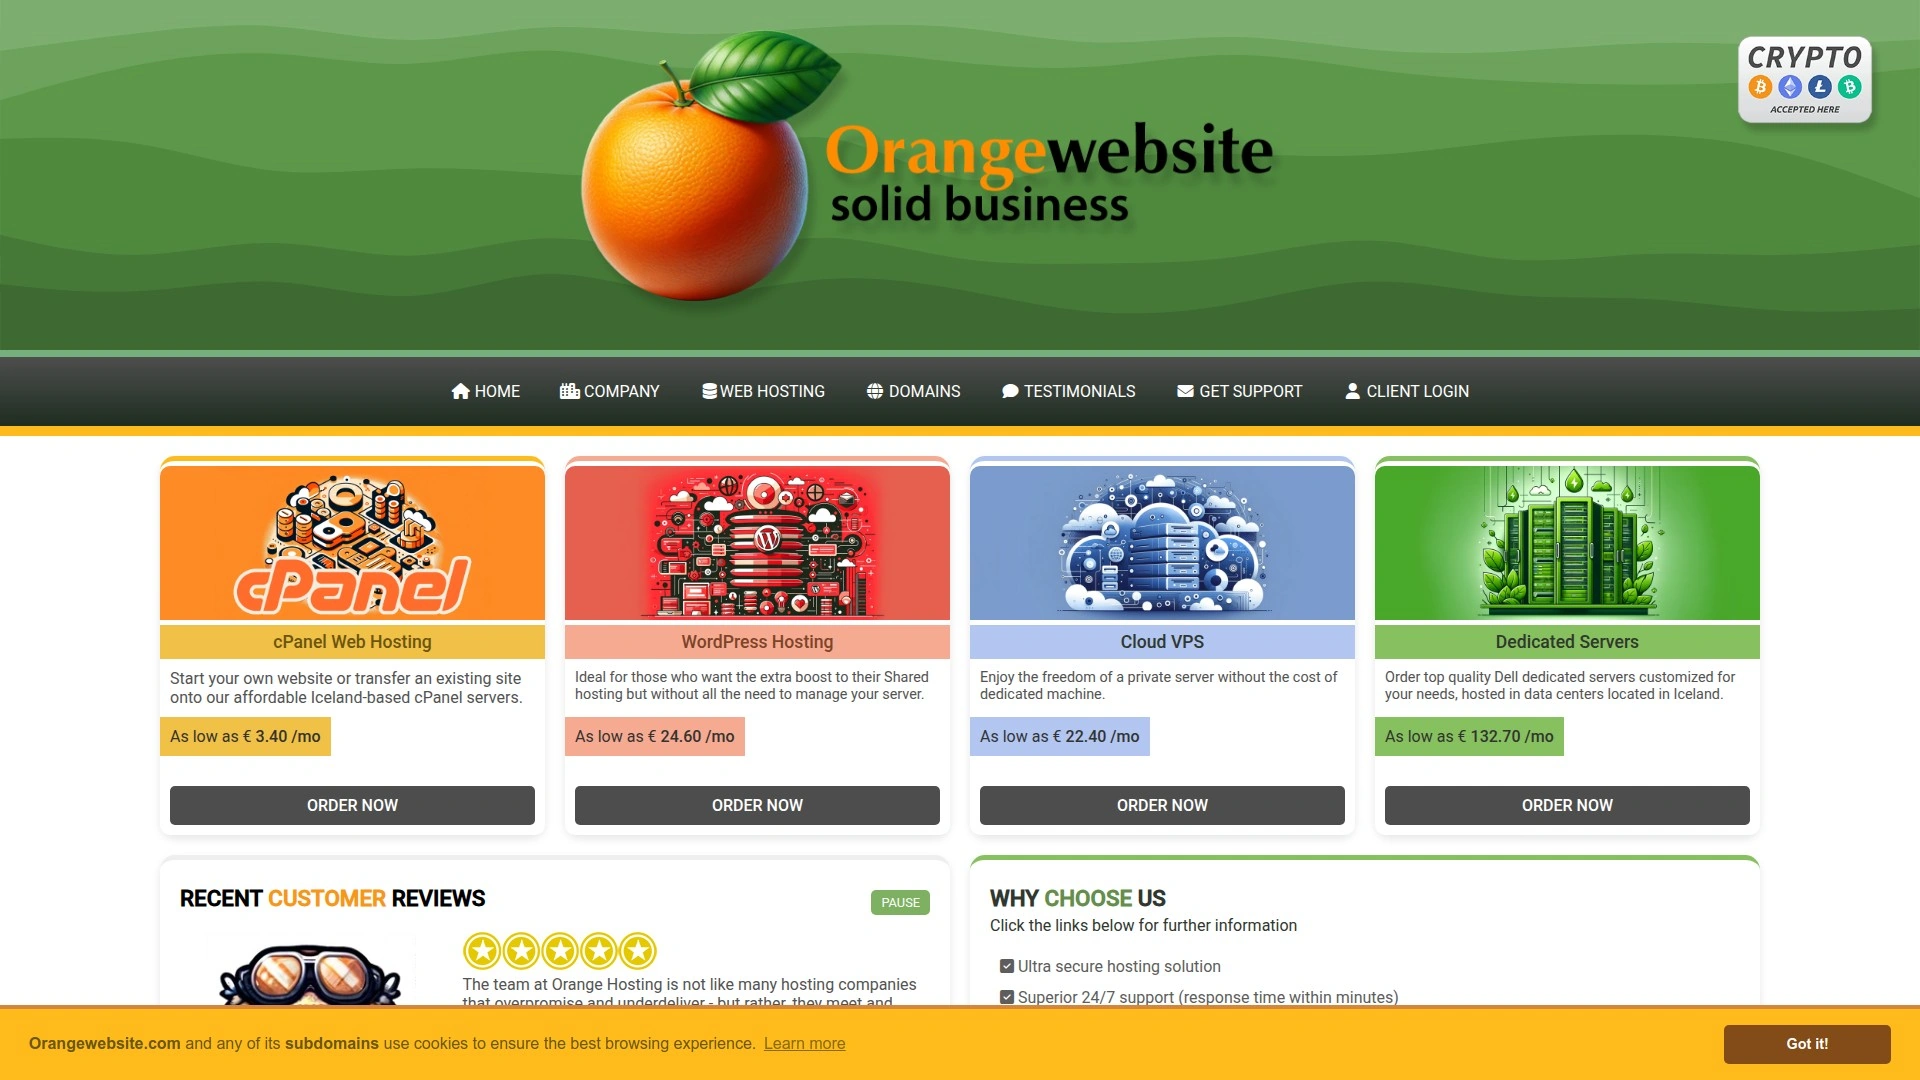 CRYPTO
ACCEPTED HERE
Orangewebsite
solid business
HOME
COMPANY
WEB HOSTING
DOMAINS
TESTIMONIALS
GET SUPPORT
CLIENT LOGIN
cPanel
cPanel Web Hosting
Start your own website or transfer an existing site
onto our affordable Iceland-based cPanel servers.
As low as € 3.40 /mo
ORDER NOW
WordPress Hosting
Ideal for those who want the extra boost to their Shared
hosting but without all the need to manage your server.
As low as € 24.60 /mo
ORDER NOW
Cloud VPS
Enjoy the freedom of a private server without the cost of
dedicated machine.
As low as € 22.40 /mo
ORDER NOW
Dedicated Servers
Order top quality Dell dedicated servers customized for
your needs, hosted in data centers located in Iceland.
As low as € 132.70 /mo
ORDER NOW
RECENT CUSTOMER REVIEWS
PAUSE
The team at Orange Hosting is not like many hosting companies
that overpromise and underdeliver - but rather, they meet and
WHY CHOOSE US
Click the links below for further information
Ultra secure hosting solution
Superior 24/7 support (response time within minutes)
Orangewebsite.com and any of its subdomains use cookies to ensure the best browsing experience. Learn more
Got it!